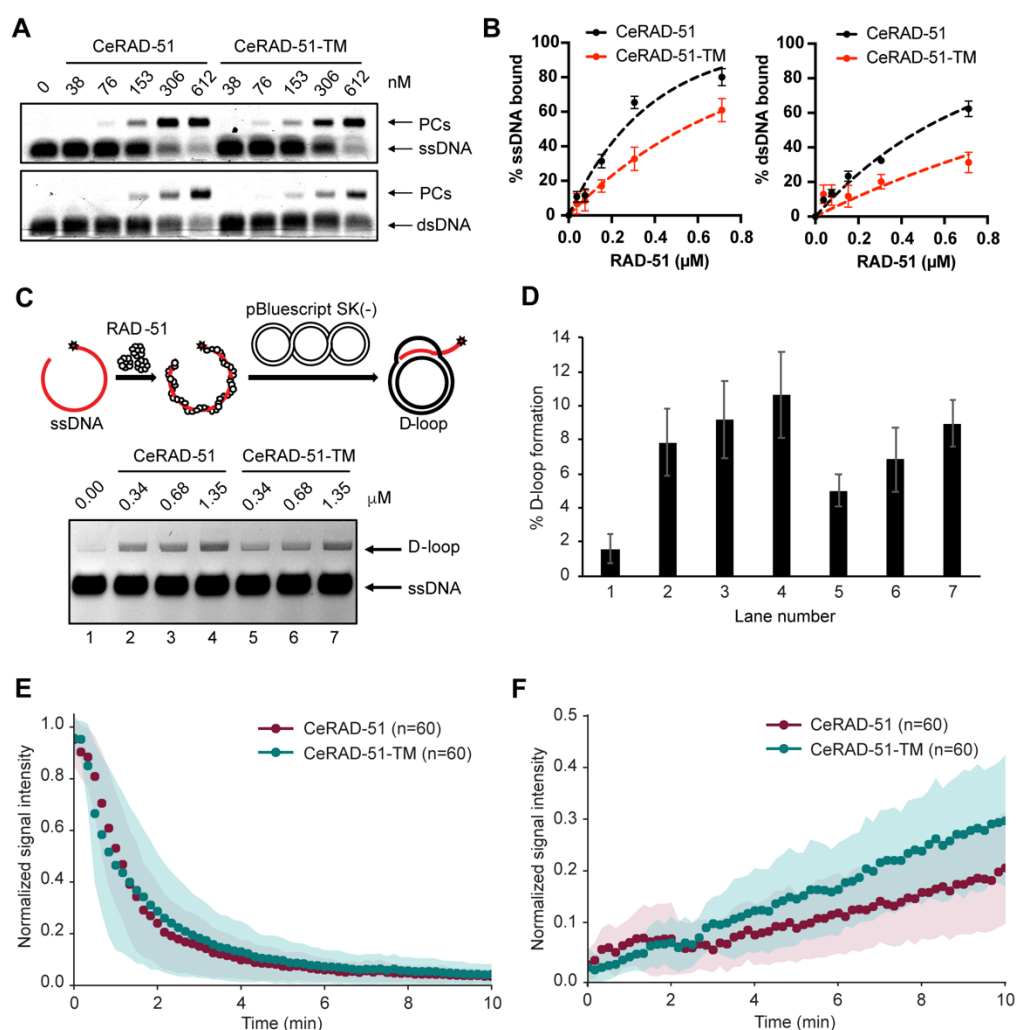 A
CeRAD-51 CeRAD-51-TM
0 38 76 153 306 612 38 76 153 306 612 nM
PCs
ssDNA
PCs
dsDNA
B
CeRAD-51
CeRAD-51-TM
% ssDNA bound
100
80
60
40
20
0
0.0 0.2 0.4 0.6 0.8
RAD-51 (µM)
CeRAD-51
CeRAD-51-TM
% dsDNA bound
100
80
60
40
20
0
0.0 0.2 0.4 0.6 0.8
RAD-51 (µM)
C
pBluescript SK(-)
RAD-51
ssDNA
D-loop
CeRAD-51 CeRAD-51-TM
0.00 0.34 0.68 1.35 0.34 0.68 1.35 µM
D-loop
ssDNA
1 2 3 4 5 6 7
D
% D-loop formation
14
12
10
8
6
4
2
0
1 2 3 4 5 6 7
Lane number
E
CeRAD-51 (n=60)
CeRAD-51-TM (n=60)
Normalized signal intensity
1.0
0.8
0.6
0.4
0.2
0.0
0 2 4 6 8 10
Time (min)
F
CeRAD-51 (n=60)
CeRAD-51-TM (n=60)
Normalized signal intensity
0.5
0.4
0.3
0.2
0.1
0.0
0 2 4 6 8 10
Time (min)